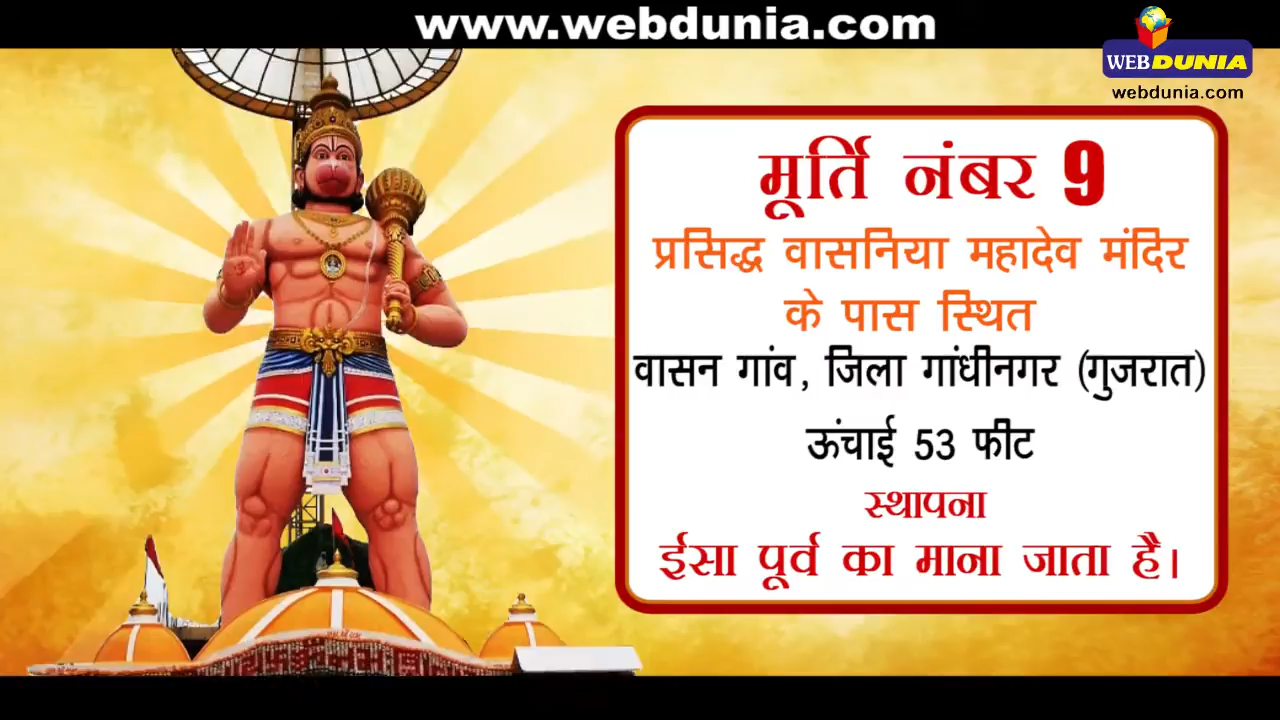 www.webdunia.com
WEBDUNIA
webdunia.com
मूर्ति नंबर 9
प्रसिद्ध वासनिया महादेव मंदिर
के पास स्थित
वासन गांव, जिला गांधीनगर (गुजरात)
ऊंचाई 53 फीट
स्थापना
ईसा पूर्व का माना जाता है।